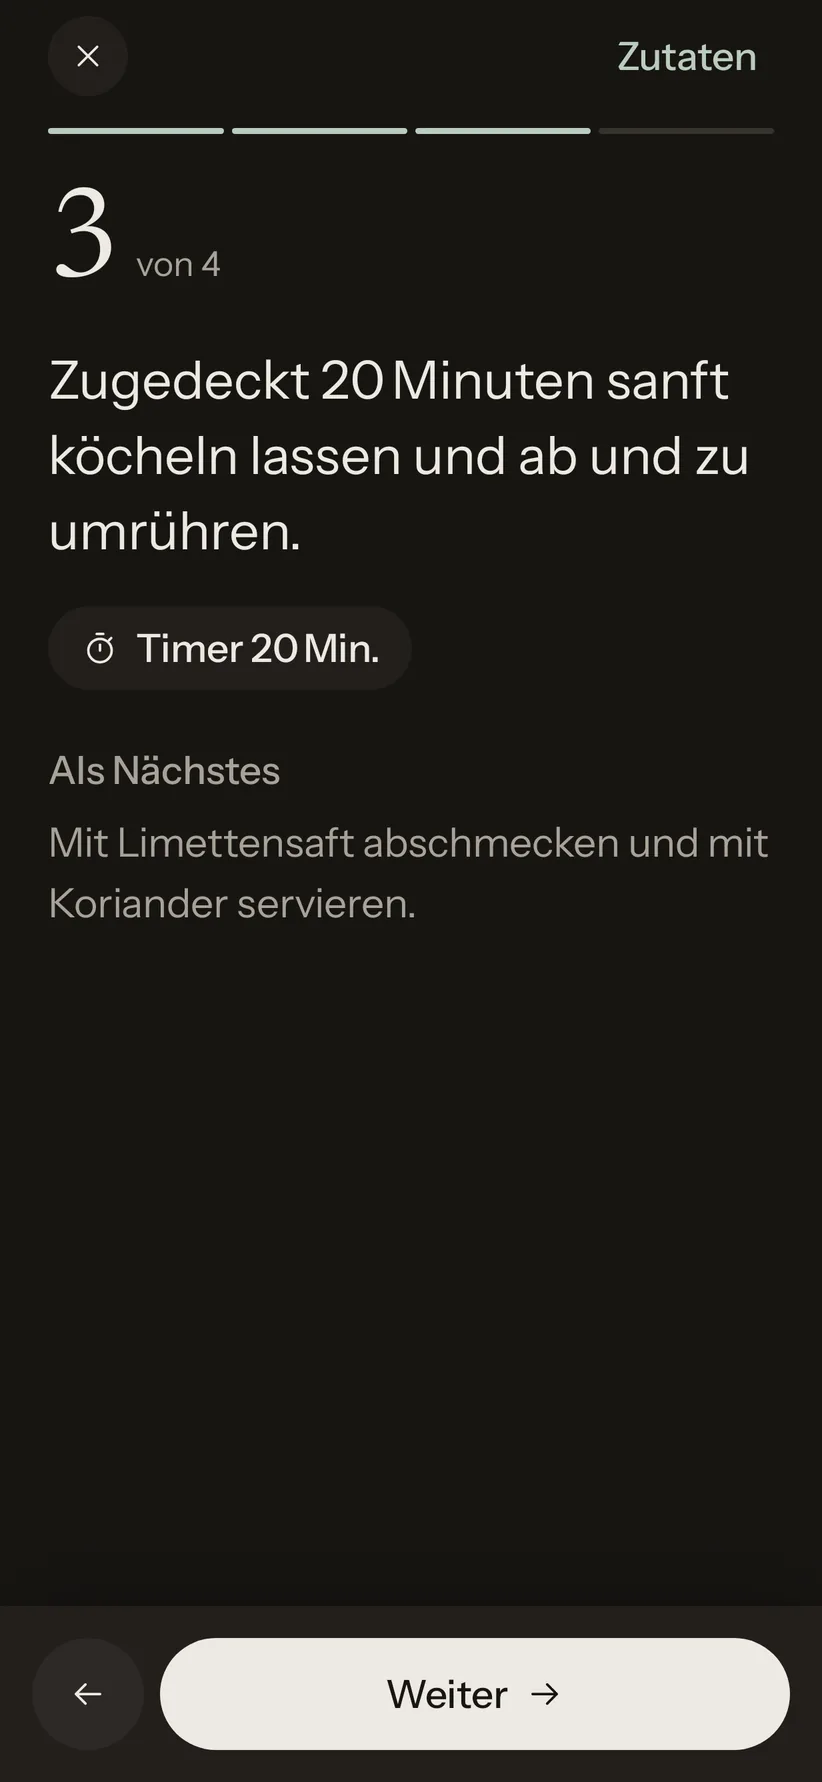 Zutaten
3 von 4
Zugedeckt 20 Minuten sanft
köcheln lassen und ab und zu
umrühren.
Timer 20 Min.
Als Nächstes
Mit Limettensaft abschmecken und mit
Koriander servieren.
Weiter